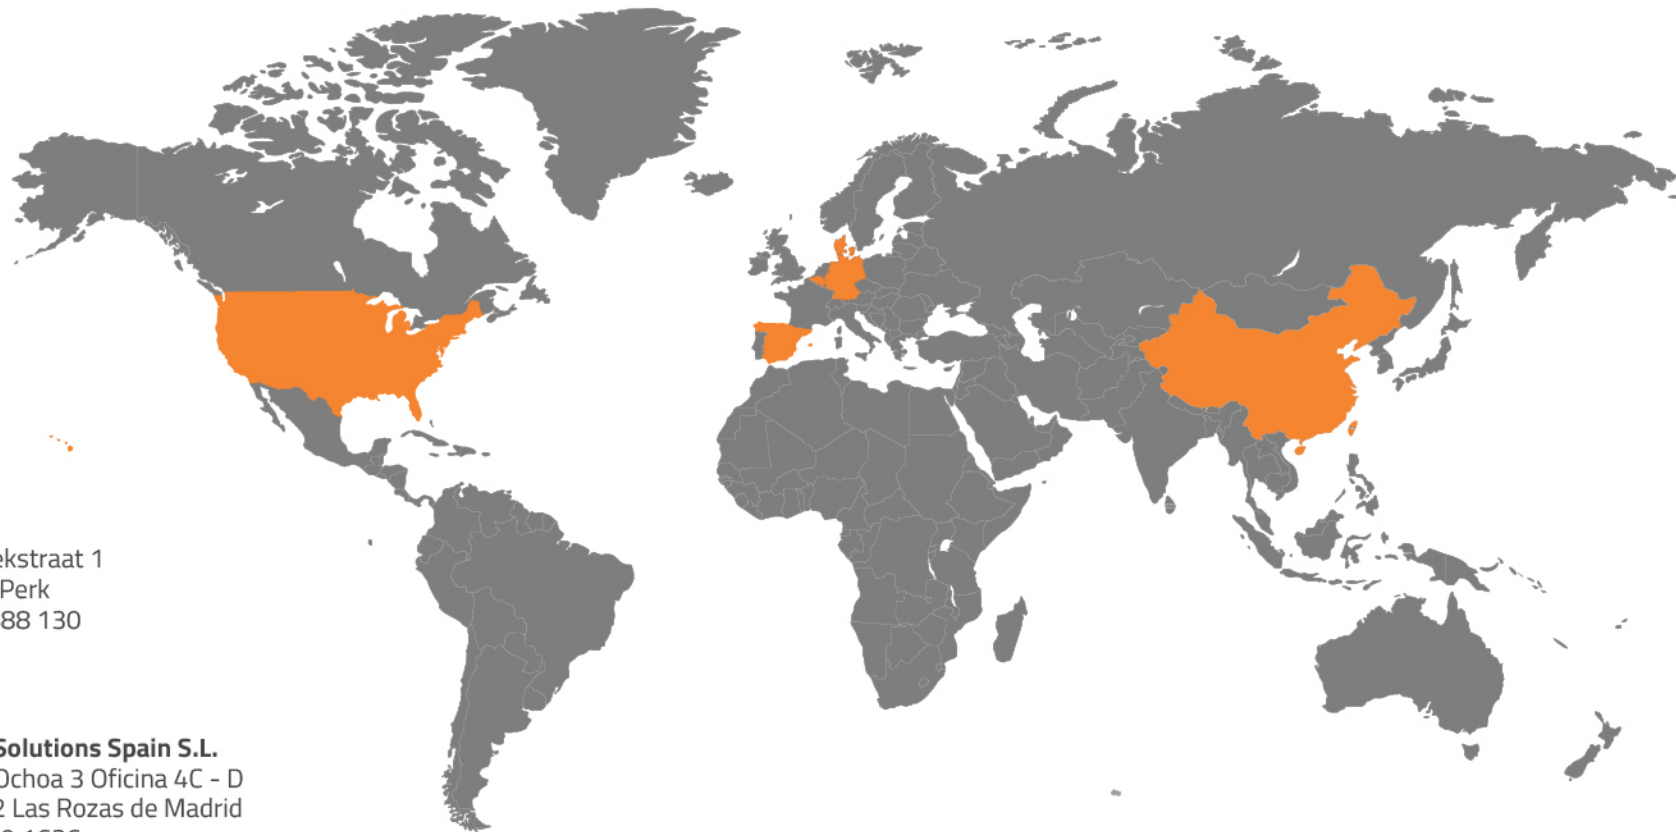 ekstraat 1
Perk
88 130
Solutions Spain S.L.
Ochoa 3 Oficina 4C - D
2 Las Rozas de Madrid